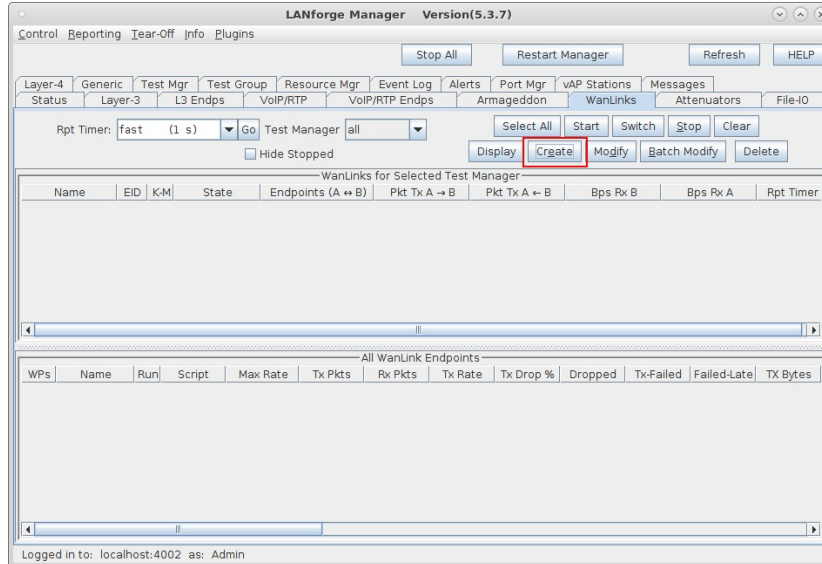 LANforge Manager Version(5.3.7)
Control Reporting Tear-Off Info Plugins
Stop All Restart Manager Refresh HELP
Layer-4 Generic Test Mgr Test Group Resource Mgr Event Log Alerts Port Mgr vAP Stations Messages
Status Layer-3 L3 Endps VoIP/RTP VoIP/RTP Endps Armageddon WanLinks Attenuators File-IO
Rpt Timer: fast (1 s) Go Test Manager all Select All Start Switch Stop Clear
Hide Stopped Display Create Modify Batch Modify Delete
WanLinks for Selected Test Manager
Name EID K-M State Endpoints (A ⇔ B) Pkt Tx A → B Pkt Tx A ← B Bps Rx B Bps Rx A Rpt Timer
All WanLink Endpoints
WPs Name Run Script Max Rate Tx Pkts Rx Pkts Tx Rate Tx Drop % Dropped Tx-Failed Failed-Late TX Bytes
Logged in to: localhost:4002 as: Admin